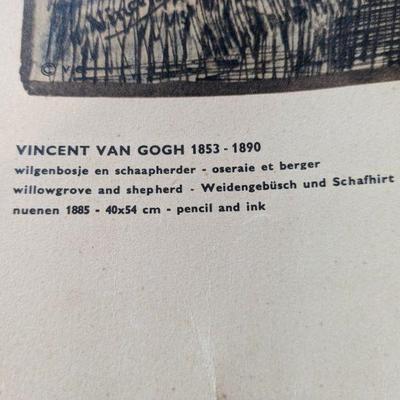 © V.
VINCENT VAN GOGH 1853 - 1890
wilgenbosje en schaapherder - oseraie et berger
willowgrove and shepherd - Weidengebüsch und Schafhirt
nuenen 1885 - 40x54 cm - pencil and ink